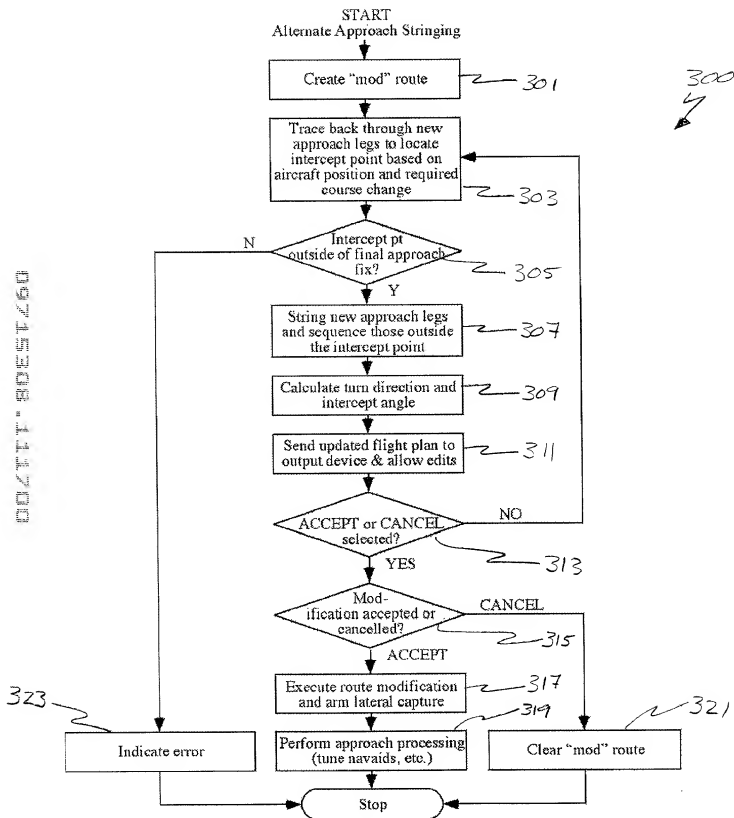 START
Alternate Approach Stringing
Create "mod" route
301
300
Trace back through new
approach legs to locate
intercept point based on
aircraft position and required
course change
303
N
Intercept pt
outside of final approach
fix?
305
Y
String new approach legs
and sequence those outside
the intercept point
307
Calculate turn direction and
intercept angle
309
Send updated flight plan to
output device & allow edits
311
ACCEPT or CANCEL
selected?
NO
313
YES
Mod-
ification accepted or
cancelled?
CANCEL
315
ACCEPT
Execute route modification
and arm lateral capture
317
323
319
321
Indicate error
Perform approach processing
(tune navaids, etc.)
Clear "mod" route
Stop